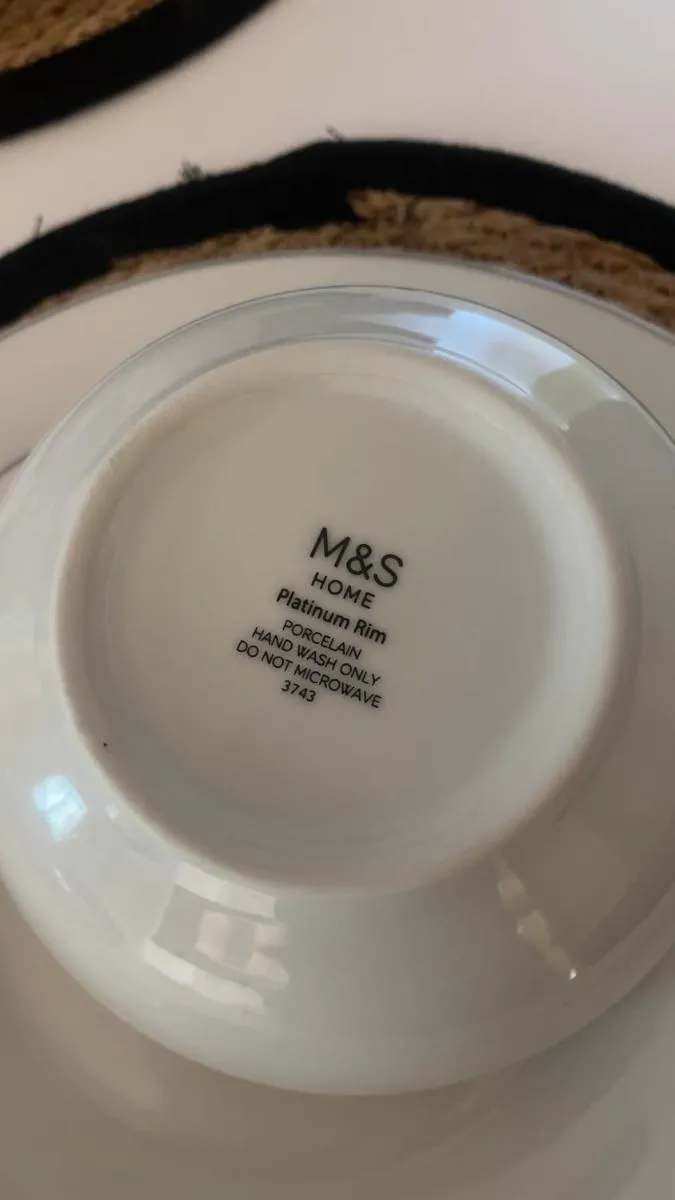 M&S
HOME
Platinum Rim
PORCELAIN
HAND WASH ONLY
DO NOT MICROWAVE
3743